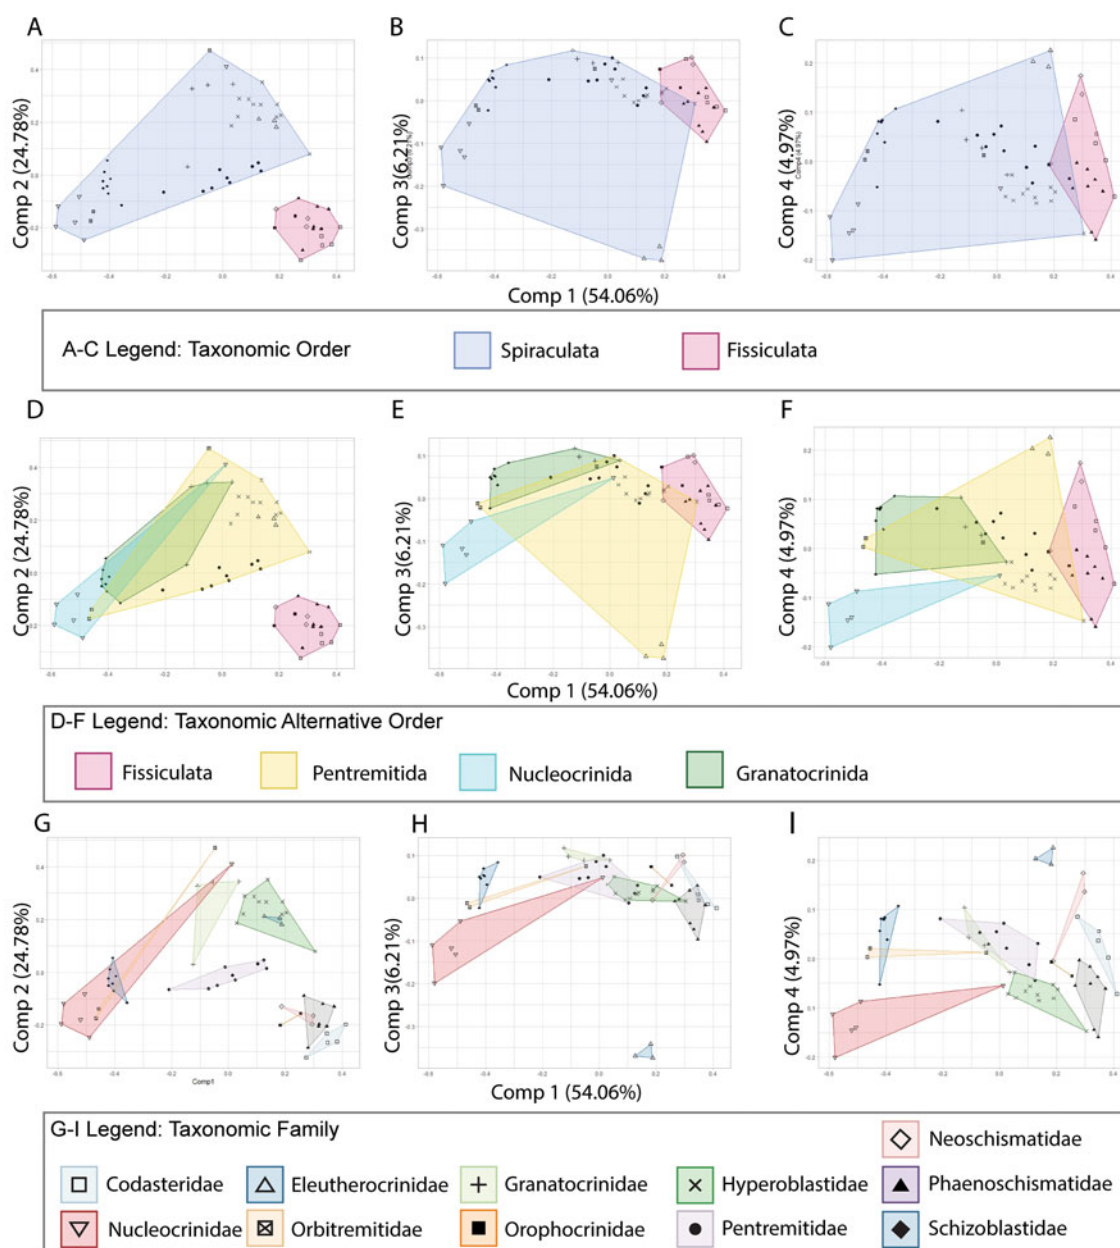 A
B
C
Comp 2 (24.78%)
Comp 3(6.21%)
Comp 4 (4.97%)
Comp 1 (54.06%)
A-C Legend: Taxonomic Order
Spiraculata
Fissiculata
D
E
F
Comp 2 (24.78%)
Comp 3(6.21%)
Comp 4 (4.97%)
Comp 1 (54.06%)
D-F Legend: Taxonomic Alternative Order
Fissiculata
Pentremitida
Nucleocrinida
Granatocrinida
G
H
I
Comp 2 (24.78%)
Comp 3(6.21%)
Comp 4 (4.97%)
Comp1
Comp 1 (54.06%)
G-I Legend: Taxonomic Family
Neoschismatidae
Codasteridae
Eleutherocrinidae
Granatocrinidae
Hyperoblastidae
Phaenoschismatidae
Nucleocrinidae
Orbitremitidae
Orophocrinidae
Pentremitidae
Schizoblastidae